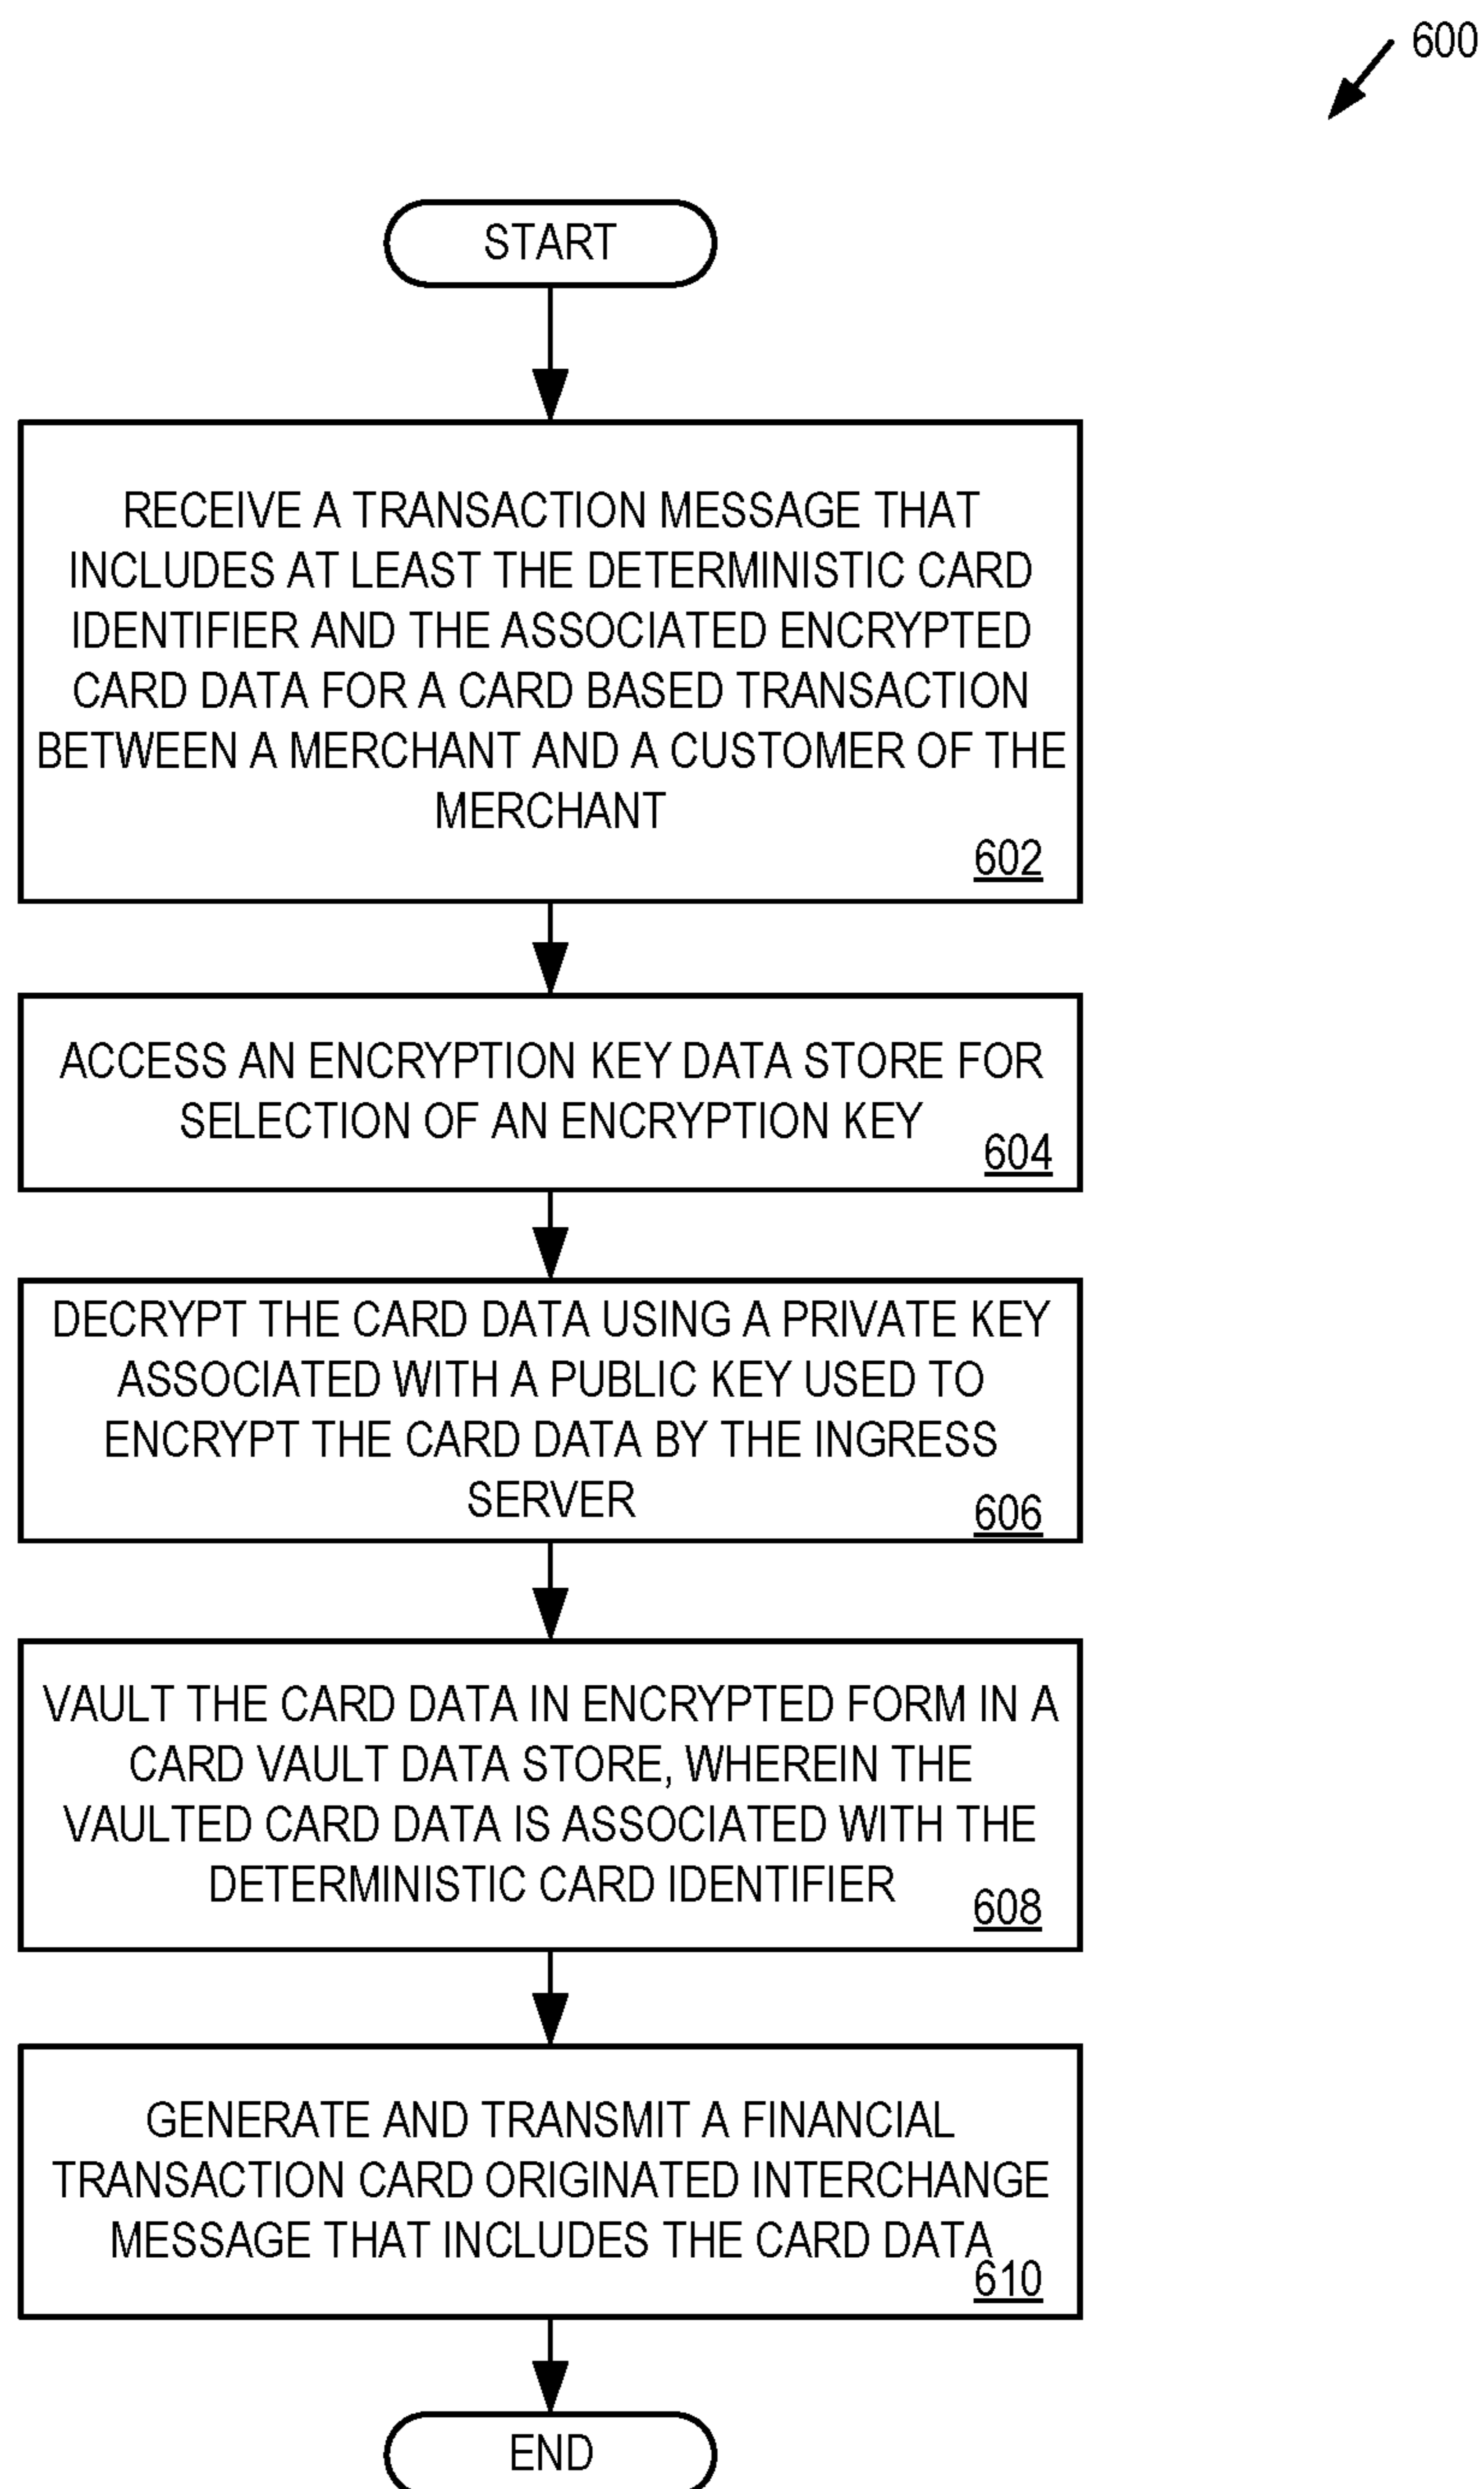 600
START
RECEIVE A TRANSACTION MESSAGE THAT
INCLUDES AT LEAST THE DETERMINISTIC CARD
IDENTIFIER AND THE ASSOCIATED ENCRYPTED
CARD DATA FOR A CARD BASED TRANSACTION
BETWEEN A MERCHANT AND A CUSTOMER OF THE
MERCHANT
602
ACCESS AN ENCRYPTION KEY DATA STORE FOR
SELECTION OF AN ENCRYPTION KEY
604
DECRYPT THE CARD DATA USING A PRIVATE KEY
ASSOCIATED WITH A PUBLIC KEY USED TO
ENCRYPT THE CARD DATA BY THE INGRESS
SERVER
606
VAULT THE CARD DATA IN ENCRYPTED FORM IN A
CARD VAULT DATA STORE, WHEREIN THE
VAULTED CARD DATA IS ASSOCIATED WITH THE
DETERMINISTIC CARD IDENTIFIER
608
GENERATE AND TRANSMIT A FINANCIAL
TRANSACTION CARD ORIGINATED INTERCHANGE
MESSAGE THAT INCLUDES THE CARD DATA
610
END